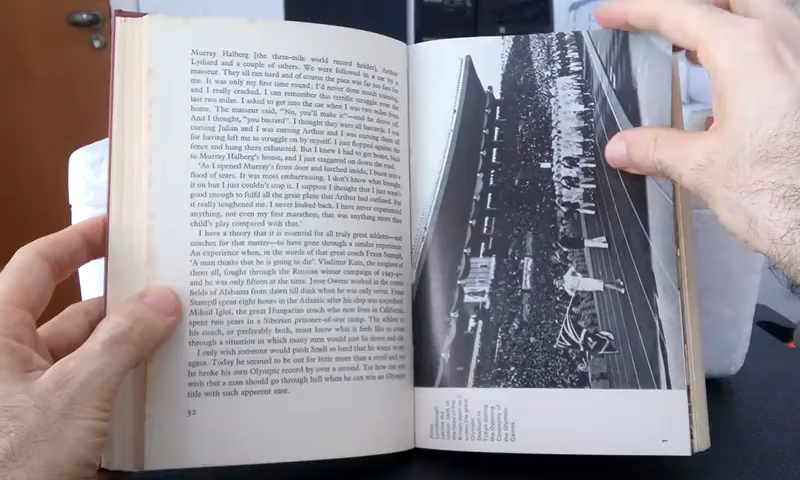 Murray Halberg [the three-mile world record holder], Arthur
Lydiard and a couple of others. We were followed in a car by a
masseur. They all ran hard and of course the pace was far too fast for
me. It was only my first time round; I'd never done much training,
and I really cracked. I can remember this terrific struggle over the
last two miles. I asked to get into the car when I was two miles from
home. The masseur said, "No, you'll make it"—and he drove off.
And I thought, "you bastard". I thought they were all bastards. I was
cursing Julian and I was cursing Arthur and I was cursing them all
for having left me to struggle on by myself. I just flopped against the
fence and hung there exhausted. But I knew I had to get home, back
to Murray Halberg's house, and I just staggered on down the road.
'As I opened Murray's front door and lurched inside, I burst into a
flood of tears. It was most embarrassing. I don't know what brought
it on but I just couldn't stop it. I suppose I thought that I just wasn't
good enough to fulfil all the great plans that Arthur had outlined. But
it really toughened me. I never looked back. I have never experienced
anything, not even my first marathon, that was anything more than
child's play compared with that.'
I have a theory that it is essential for all truly great athletes—and
coaches for that matter—to have gone through a similar experience.
An experience when, in the words of that great coach Franz Stampfl,
'A man thinks that he is going to die'. Vladimir Kuts, the toughest of
them all, fought through the Russian winter campaign of 1943-4—
and he was only fifteen at the time. Jesse Owens worked in the cotton
fields of Alabama from dawn till dusk when he was only seven. Franz
Stampfl spent eight hours in the Atlantic after his ship was torpedoed.
Mihail Igloi, the great Hungarian coach who now lives in California,
spent two years in a Siberian prisoner-of-war camp. The athlete or
his coach, or preferably both, must know what it feels like to come
through a situation in which many men would just lie down and die.
I only wish someone would push Snell so hard that he wants to cry
again. Today he seemed to be out for little more than a stroll and yet
he broke his own Olympic record by over a second. Yet how can you
wish that a man should go through hell when he can win an Olympic
title with such apparent ease.
52
Olympic
Stadium in
Tokyo during
the Opening
Ceremony of
the Olympic
Games.
1